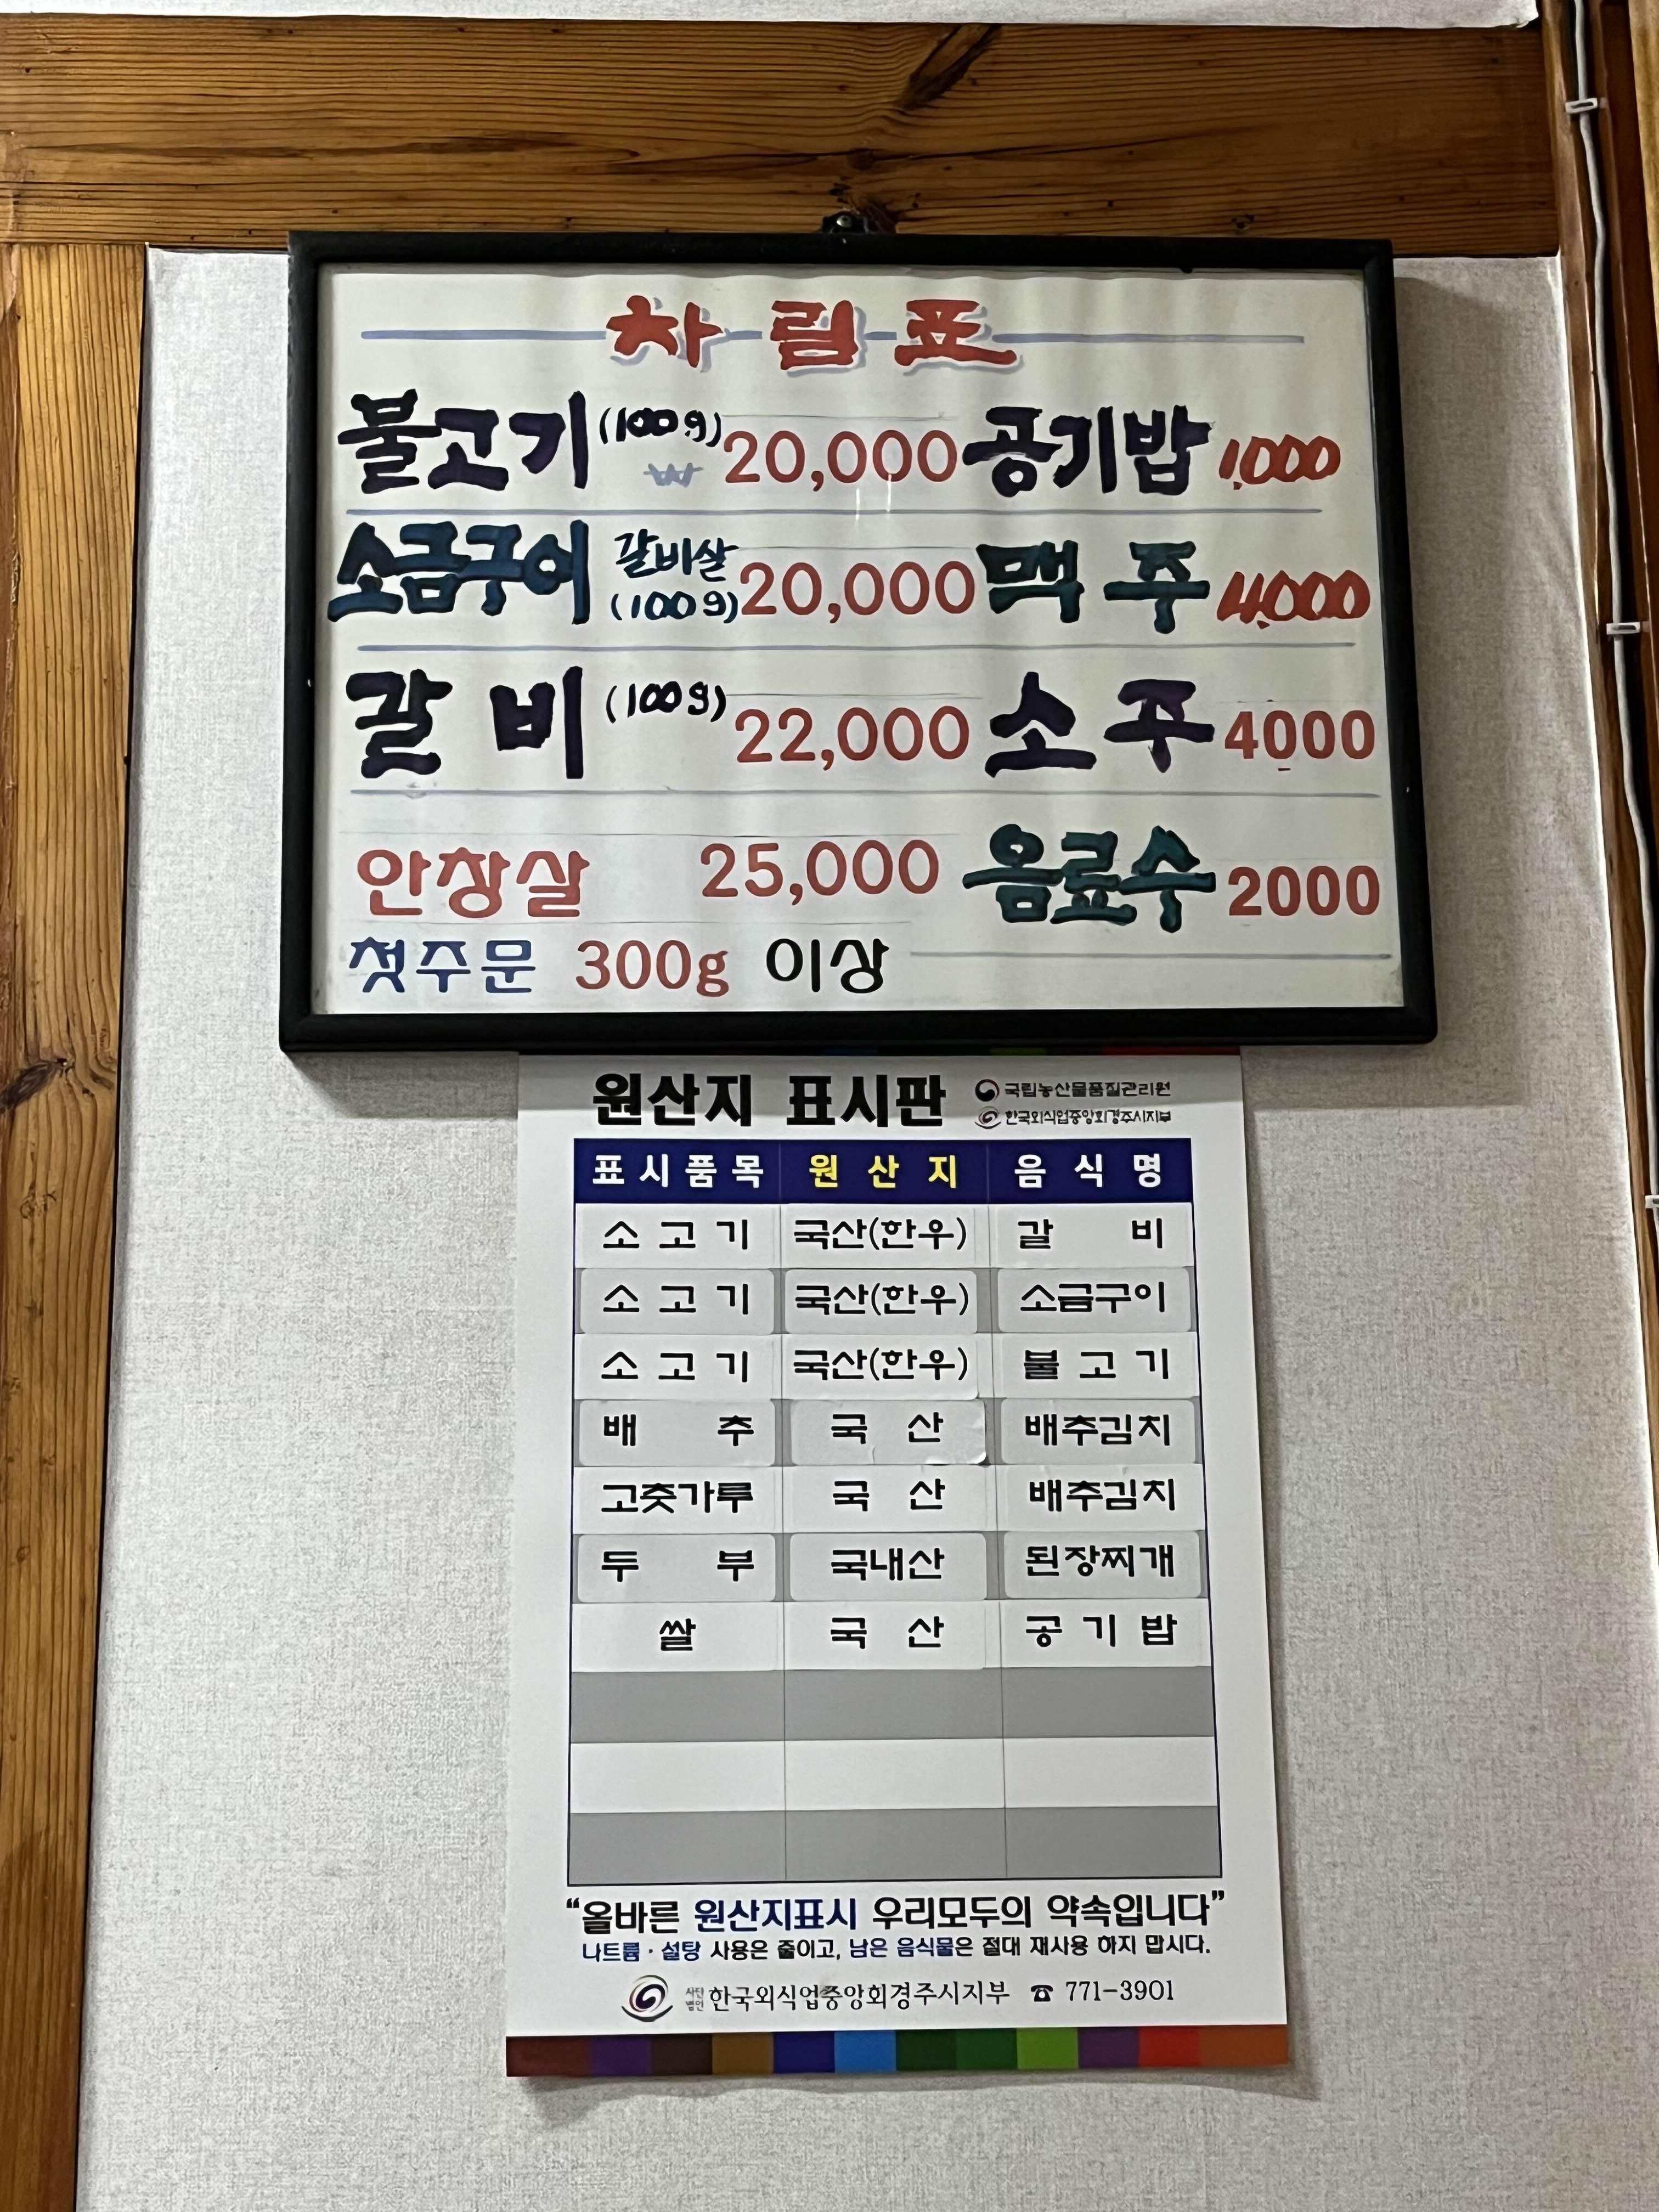 차림표
불고기 (100g) ₩ 20,000 공기밥 1,000
소금구이 갈비살 (100g) 20,000 맥주 4,000
갈비 (100g) 22,000 소주 4000
안창살 25,000 음료수 2000
첫주문 300g 이상
원산지 표시판 국립농산물품질관리원
한국외식업중앙회경주시지부
표시품목 원산지 음식명
소고기 국산(한우) 갈비
소고기 국산(한우) 소금구이
소고기 국산(한우) 불고기
배추 국산 배추김치
고춧가루 국산 배추김치
두부 국내산 된장찌개
쌀 국산 공기밥
“올바른 원산지표시 우리모두의 약속입니다”
나트륨·설탕 사용은 줄이고, 남은 음식물은 절대 재사용 하지 맙시다.
사단법인 한국외식업중앙회경주시지부 ☎ 771-3901